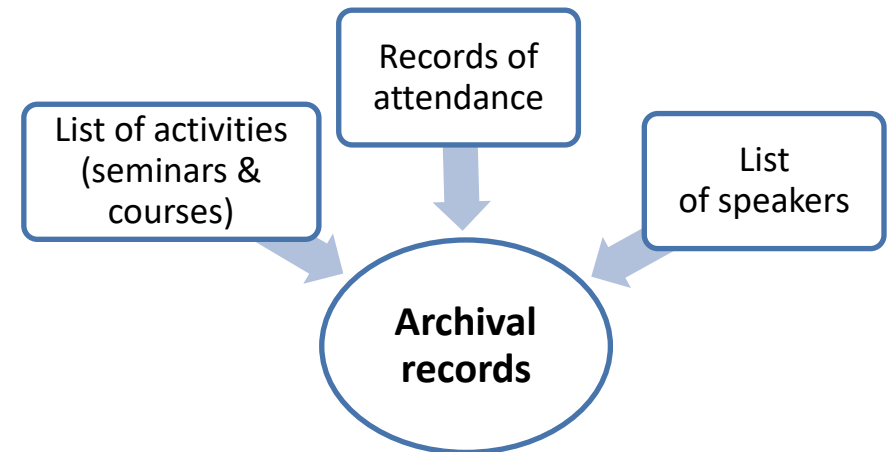 List of activities
(seminars &
courses)
Records of
attendance
List
of speakers
Archival
records